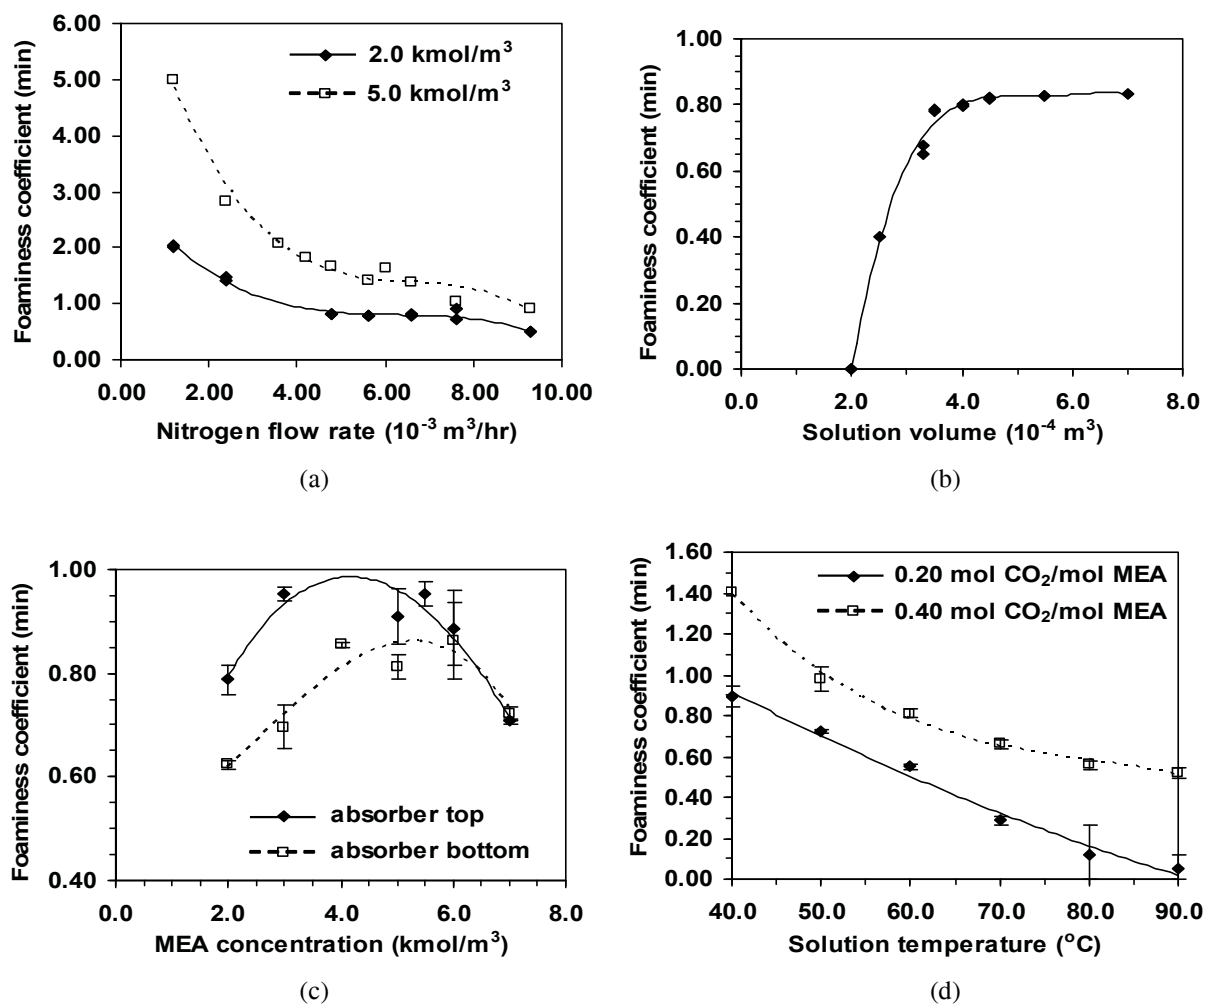 6.00
5.00
4.00
3.00
2.00
1.00
0.00
Foaminess coefficient (min)
2.0 kmol/m³
5.0 kmol/m³
0.00 2.00 4.00 6.00 8.00 10.00
Nitrogen flow rate (10⁻³ m³/hr)
(a)
1.00
0.80
0.60
0.40
0.20
0.00
Foaminess coefficient (min)
0.0 2.0 4.0 6.0 8.0
Solution volume (10⁻⁴ m³)
(b)
1.00
0.80
0.60
0.40
Foaminess coefficient (min)
absorber top
absorber bottom
0.0 2.0 4.0 6.0 8.0
MEA concentration (kmol/m³)
(c)
1.60
1.40
1.20
1.00
0.80
0.60
0.40
0.20
0.00
Foaminess coefficient (min)
0.20 mol CO₂/mol MEA
0.40 mol CO₂/mol MEA
40.0 50.0 60.0 70.0 80.0 90.0
Solution temperature (°C)
(d)